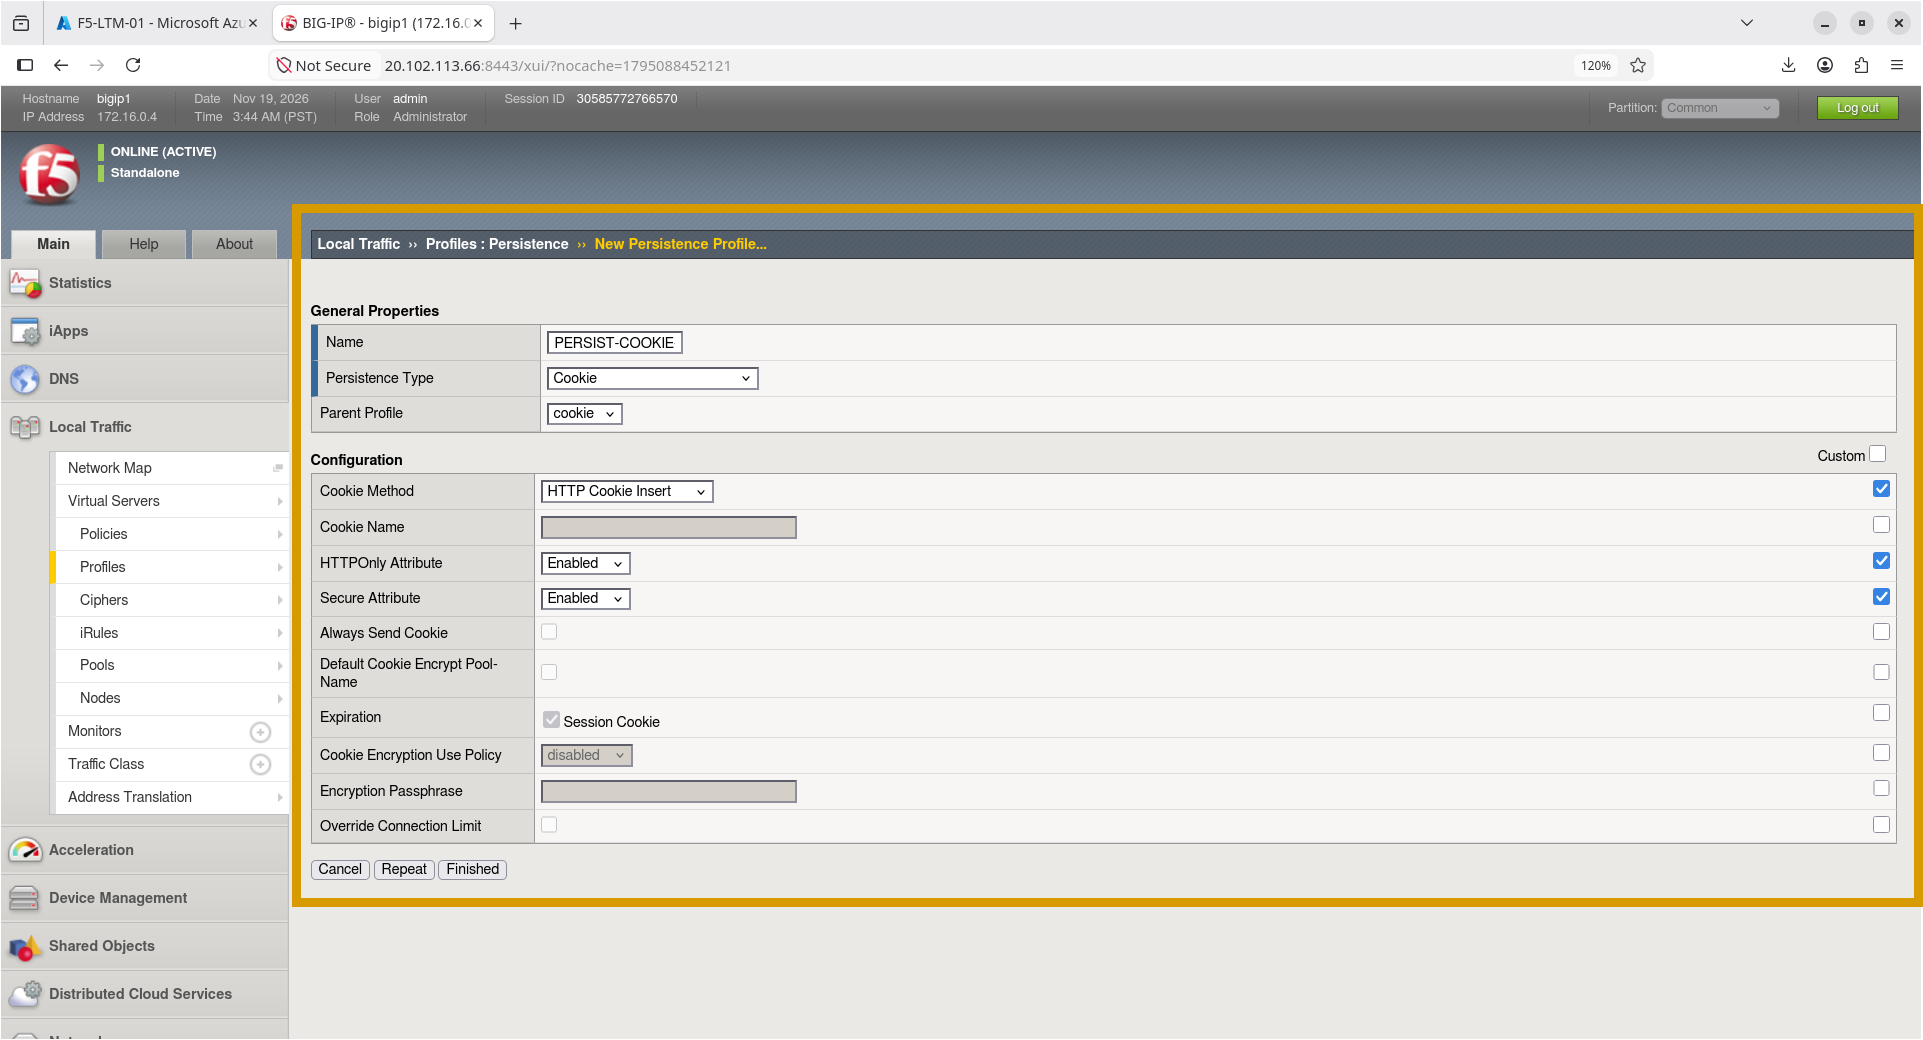 F5-LTM-01 - Microsoft Azu
BIG-IP® - bigip1 (172.16.0
Not Secure 20.102.113.66:8443/xui/?nocache=1795088452121 120%
Hostname bigip1 Date Nov 19, 2026 User admin Session ID 30585772766570
IP Address 172.16.0.4 Time 3:44 AM (PST) Role Administrator
Partition: Common Log out
f5
ONLINE (ACTIVE)
Standalone
Main Help About
Statistics
iApps
DNS
Local Traffic
Network Map
Virtual Servers
Policies
Profiles
Ciphers
iRules
Pools
Nodes
Monitors
Traffic Class
Address Translation
Acceleration
Device Management
Shared Objects
Distributed Cloud Services
Local Traffic ›› Profiles : Persistence ›› New Persistence Profile...
General Properties
Name PERSIST-COOKIE
Persistence Type Cookie
Parent Profile cookie
Configuration Custom
Cookie Method HTTP Cookie Insert
Cookie Name
HTTPOnly Attribute Enabled
Secure Attribute Enabled
Always Send Cookie
Default Cookie Encrypt Pool-
Name
Expiration Session Cookie
Cookie Encryption Use Policy disabled
Encryption Passphrase
Override Connection Limit
Cancel Repeat Finished